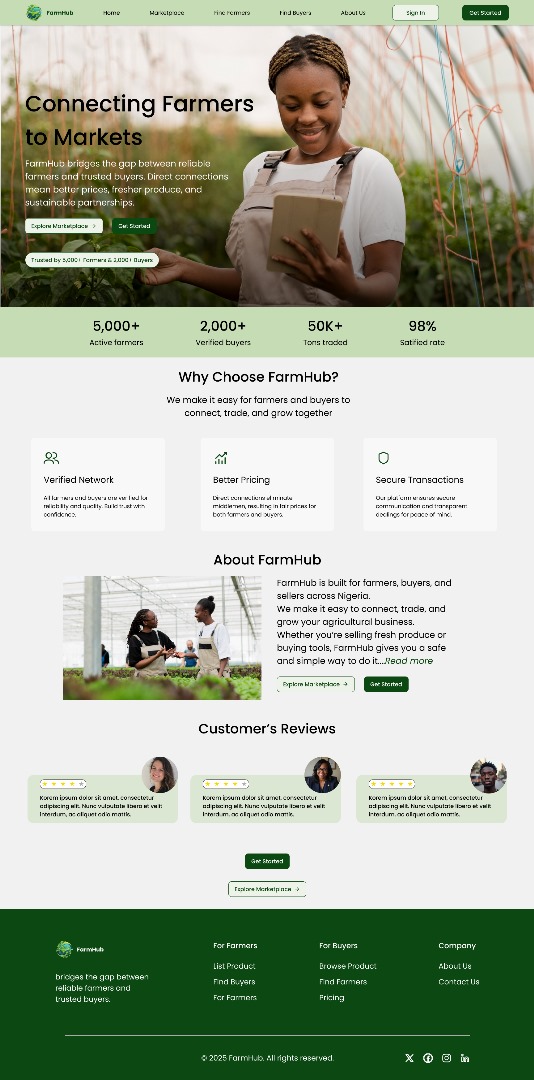 FarmHub
Home
Marketplace
Find Farmers
Find Buyers
About Us
Sign In
Get Started
Connecting Farmers
to Markets
FarmHub bridges the gap between reliable
farmers and trusted buyers. Direct connections
mean better prices, fresher produce, and
sustainable partnerships.
Explore Marketplace
Get Started
Trusted by 5,000+ Farmers & 2,000+ Buyers
5,000+
Active farmers
2,000+
Verified buyers
50K+
Tons traded
98%
Satified rate
Why Choose FarmHub?
We make it easy for farmers and buyers to
connect, trade, and grow together
Verified Network
All farmers and buyers are verified for
reliability and quality. Build trust with
confidence.
Better Pricing
Direct connections eliminate
middlemen, resulting in fair prices for
both farmers and buyers.
Secure Transactions
Our platform ensures secure
communication and transparent
dealings for peace of mind.
About FarmHub
FarmHub is built for farmers, buyers, and
sellers across Nigeria.
We make it easy to connect, trade, and
grow your agricultural business.
Whether you're selling fresh produce or
buying tools, FarmHub gives you a safe
and simple way to do it....Read more
Explore Marketplace
Get Started
Customer's Reviews
Korem ipsum dolor sit amet, consectetur
adipiscing elit. Nunc vulputate libero et velit
interdum, ac aliquet odio mattis.
Korem ipsum dolor sit amet, consectetur
adipiscing elit. Nunc vulputate libero et velit
interdum, ac aliquet odio mattis.
Korem ipsum dolor sit amet, consectetur
adipiscing elit. Nunc vulputate libero et velit
interdum, ac aliquet odio mattis.
Get Started
Explore Marketplace
FarmHub
bridges the gap between
reliable farmers and
trusted buyers.
For Farmers
List Product
Find Buyers
For Farmers
For Buyers
Browse Product
Find Farmers
Pricing
Company
About Us
Contact Us
© 2025 FarmHub. All rights reserved.